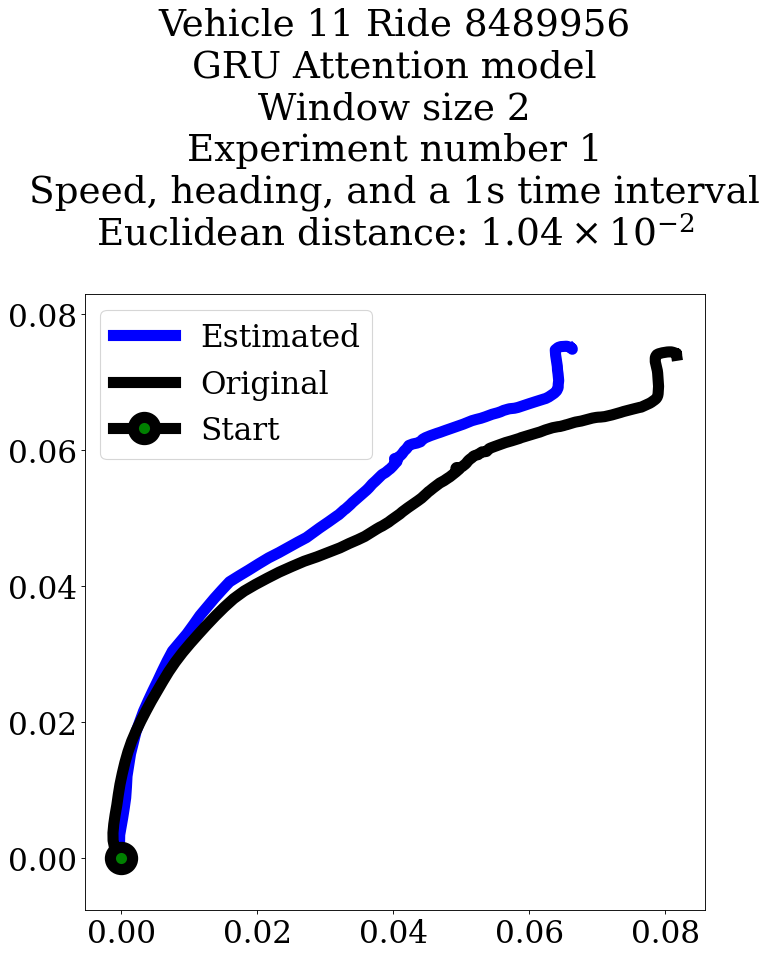 Vehicle 11 Ride 8489956
GRU Attention model
Window size 2
Experiment number 1
Speed, heading, and a 1s time interval
Euclidean distance: 1.04 × 10⁻²
Estimated
Original
Start
0.08
0.06
0.04
0.02
0.00
0.00 0.02 0.04 0.06 0.08